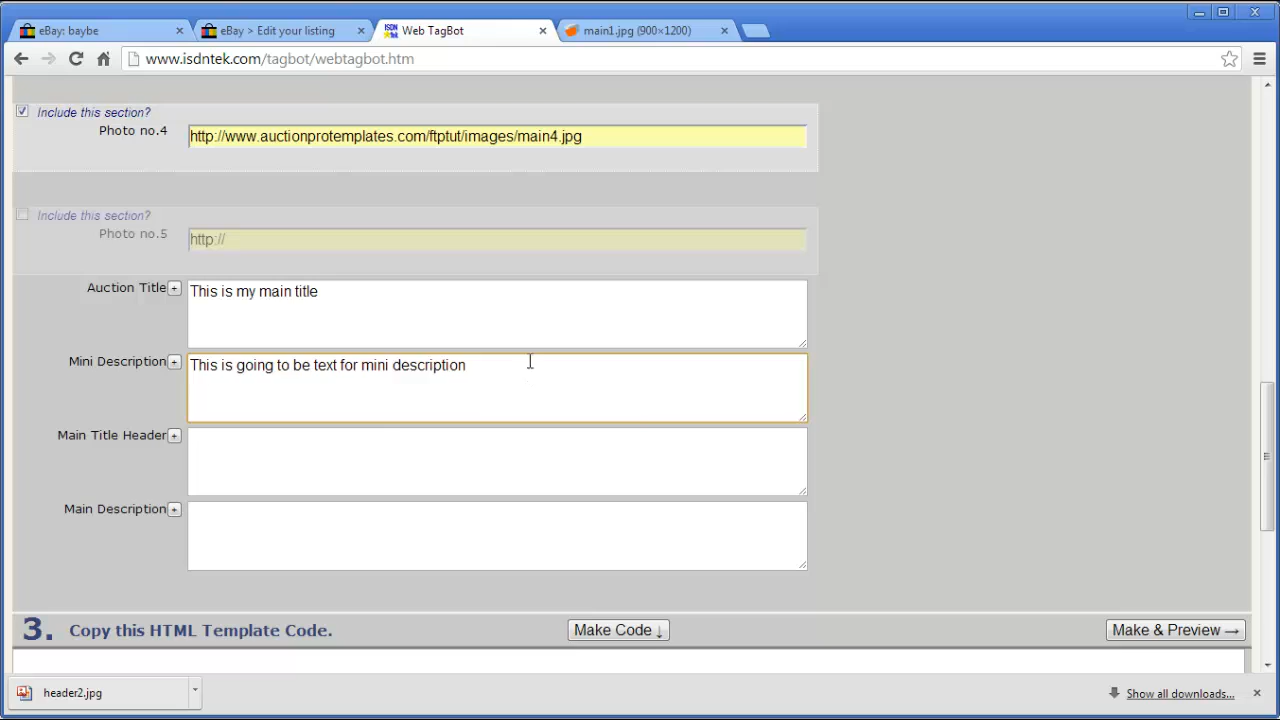 eBay: baybe
eBay > Edit your listing
ISDN
Web TagBot
main1.jpg (900×1200)
www.isdntek.com/tagbot/webtagbot.htm
Include this section?
Photo no.4
http://www.auctionprotemplates.com/ftptut/images/main4.jpg
Include this section?
Photo no.5
http://
Auction Title +
This is my main title
Mini Description +
This is going to be text for mini description
Main Title Header +
Main Description +
3. Copy this HTML Template Code.
Make Code ↓
Make & Preview →
header2.jpg
Show all downloads...